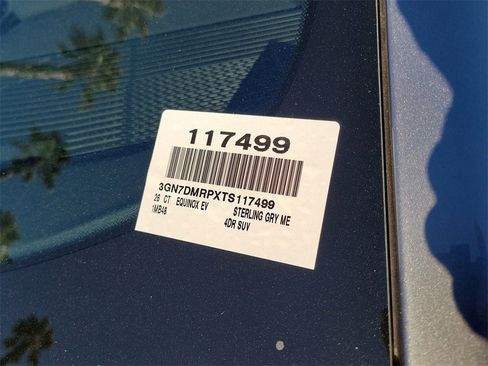 117499
3GN7DMRPXTS117499
26 CT EQUINOX EV STERLING GRY ME
1MB48 4DR SUV